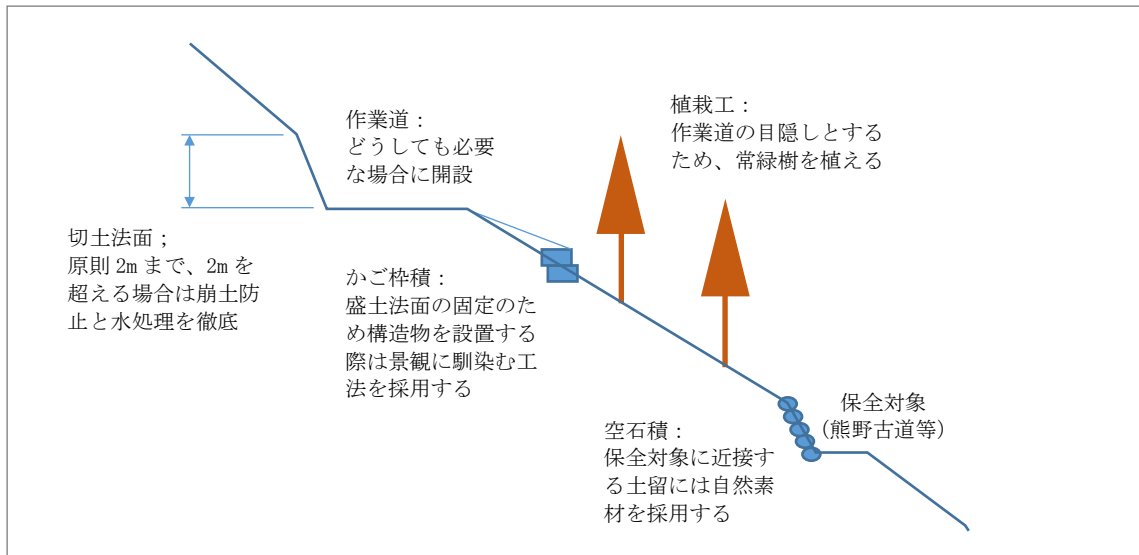 作業道：
どうしても必要
な場合に開設
植栽工：
作業道の目隠しとする
ため、常緑樹を植える
切土法面；
原則 2m まで、2m を
超える場合は崩土防
止と水処理を徹底
かご枠積：
盛土法面の固定のた
め構造物を設置する
際は景観に馴染む工
法を採用する
保全対象
（熊野古道等）
空石積：
保全対象に近接す
る土留には自然素
材を採用する